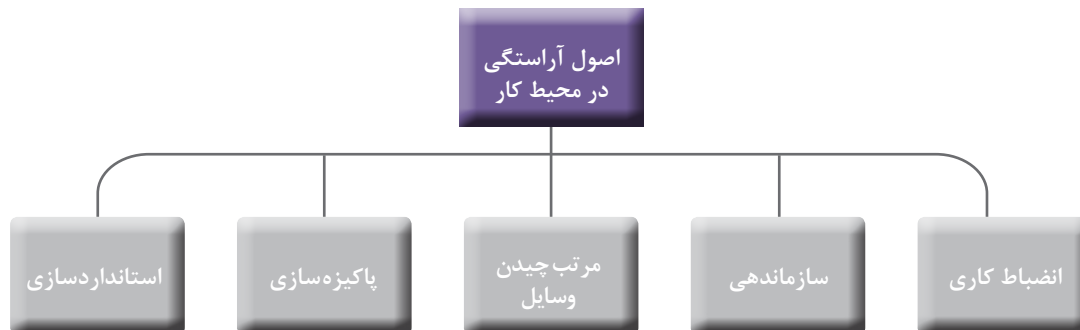 اصول آراستگی
در محیط کار
انضباط کاری
سازماندهی
مرتب چیدن
وسایل
پاکیزه‌سازی
استانداردسازی